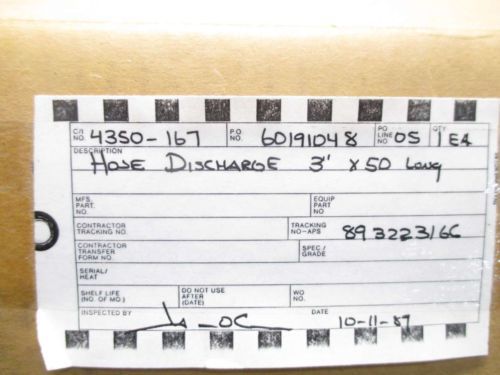 C/I NO. 4350-167 P.O. NO. 60191048 PO LINE NO. 05 QTY 1 EA
DESCRIPTION
HOSE DISCHARGE 3' x 50 Long
MFS. PART. NO. EQUIP PART NO
CONTRACTOR TRACKING NO. TRACKING NO-APS 89322316C
CONTRACTOR TRANSFER FORM NO. SPEC / GRADE
SERIAL/ HEAT
SHELF LIFE (NO. OF MO.) DO NOT USE AFTER (DATE) WO. NO.
INSPECTED BY DATE 10-11-89